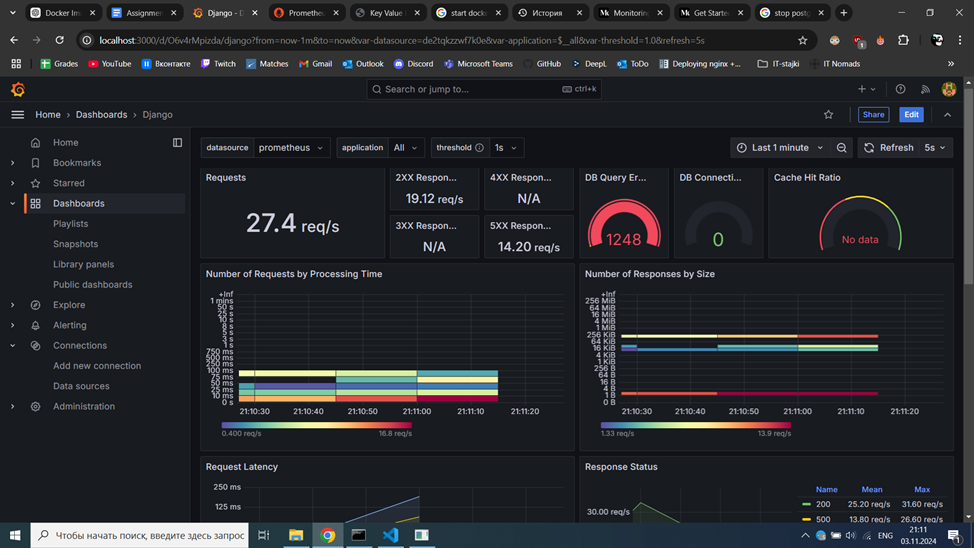 Docker Im
Assignmen
Django - D
Prometheu
Key Value
start docke
История
Monitoring
Get Starte
stop postg
localhost:3000/d/O6v4rMpizda/django?from=now-1m&to=now&var-datasource=de2tqkzzwf7k0e&var-application=$__all&var-threshold=1.0&refresh=5s
Grades YouTube Вконтакте Twitch Matches Gmail Outlook Discord Microsoft Teams GitHub DeepL ToDo Deploying nginx +... IT-stajki IT Nomads
Search or jump to... ctrl+k
Home > Dashboards > Django
Share Edit
Home
Bookmarks
Starred
Dashboards
Playlists
Snapshots
Library panels
Public dashboards
Explore
Alerting
Connections
Add new connection
Data sources
Administration
datasource prometheus application All threshold 1s Last 1 minute Refresh 5s
Requests
27.4 req/s
2XX Respon...
19.12 req/s
4XX Respon...
N/A
3XX Respon...
N/A
5XX Respon...
14.20 req/s
DB Query Er...
1248
DB Connecti...
0
Cache Hit Ratio
No data
Number of Requests by Processing Time
+Inf
1 mins
50 s
25 s
10 s
8 s
5 s
3 s
1 s
750 ms
500 ms
250 ms
100 ms
75 ms
50 ms
25 ms
10 ms
0 s
21:10:30 21:10:40 21:10:50 21:11:00 21:11:10 21:11:20
0.400 req/s 16.8 req/s
Number of Responses by Size
+Inf
256 MiB
64 MiB
16 MiB
4 MiB
1 MiB
256 KiB
64 KiB
16 KiB
4 KiB
1 KiB
256 B
64 B
16 B
4 B
1 B
0 B
21:10:30 21:10:40 21:10:50 21:11:00 21:11:10 21:11:20
1.33 req/s 13.9 req/s
Request Latency
250 ms
125 ms
Response Status
30.00 req/s
Name Mean Max
200 25.20 req/s 31.60 req/s
500 13.80 req/s 26.60 req/s
Чтобы начать поиск, введите здесь запрос
ENG
21:11
03.11.2024